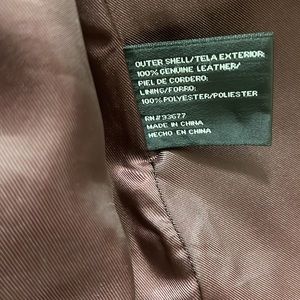 OUTER SHELL/TELA EXTERIOR:
100% GENUINE LEATHER/
PIEL DE CORDERO;
LINING/FORRO:
100% POLYESTER/POLIESTER
RN# 93677
MADE IN CHINA
HECHO EN CHINA